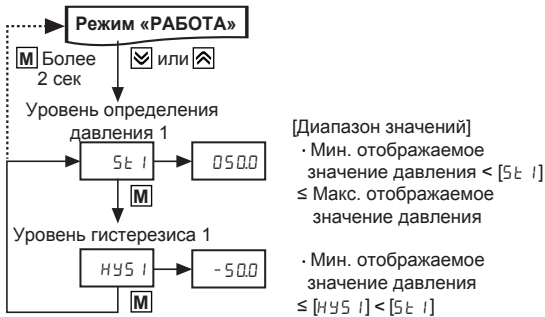 Режим «РАБОТА»
M Более
2 сек
или
Уровень определения
давления 1
St 1
050.0
M
Уровень гистерезиса 1
HYS 1
-50.0
M
[Диапазон значений]
· Мин. отображаемое
значение давления < [St 1]
≤ Макс. отображаемое
значение давления
· Мин. отображаемое
значение давления
≤ [HYS 1] < [St 1]